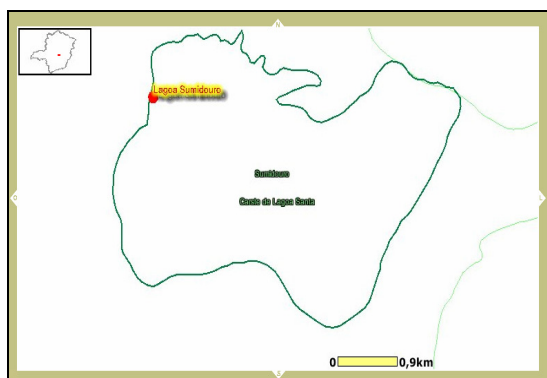 N
Lagoa Sumidouro
Sumidouro
O
L
Carste de Lagoa Santa
0 0,9km
S